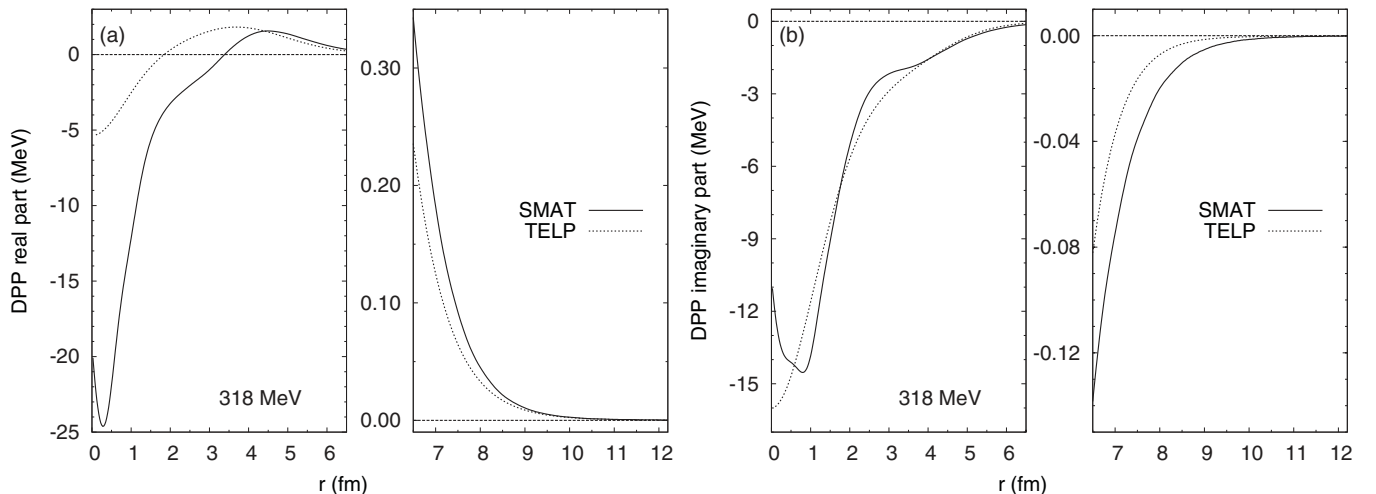 (a)
DPP real part (MeV)
0
-5
-10
-15
-20
-25
318 MeV
0 1 2 3 4 5 6
0.30
0.20
0.10
0.00
SMAT
TELP
7 8 9 10 11 12
r (fm)
(b)
DPP imaginary part (MeV)
0
-3
-6
-9
-12
-15
318 MeV
0 1 2 3 4 5 6
0.00
-0.04
-0.08
-0.12
SMAT
TELP
7 8 9 10 11 12
r (fm)